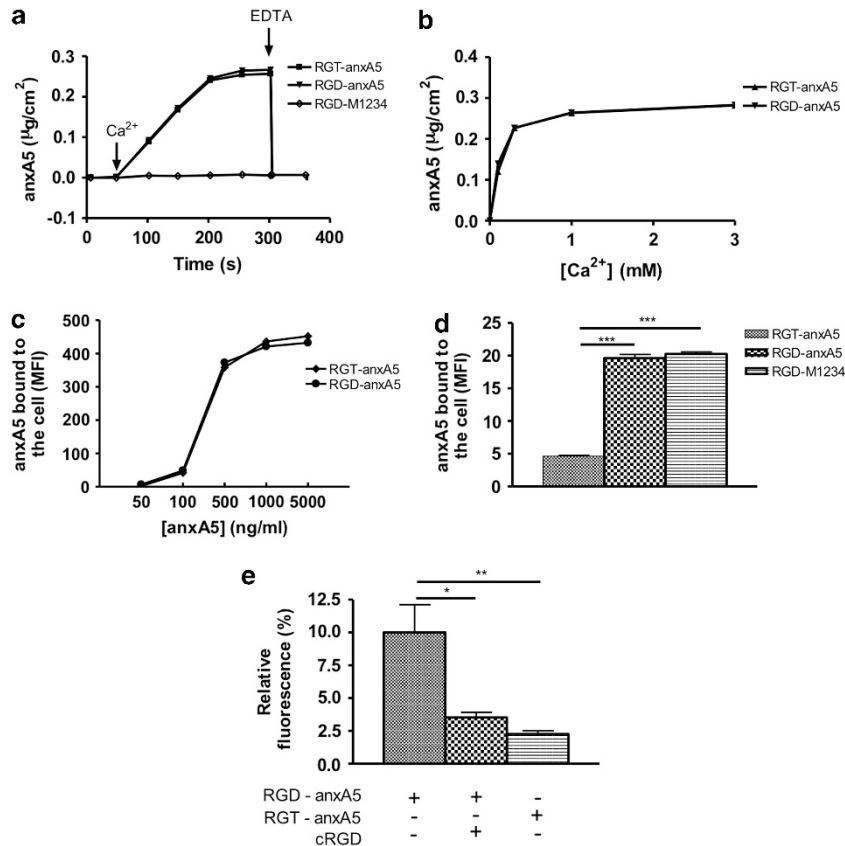 a
EDTA
anxA5 (µg/cm²)
0.3
0.2
0.1
0.0
-0.1
Ca²⁺
0 100 200 300 400
Time (s)
RGT-anxA5
RGD-anxA5
RGD-M1234
b
anxA5 (µg/cm²)
0.4
0.3
0.2
0.1
0.0
0 1 2 3
[Ca²⁺] (mM)
RGT-anxA5
RGD-anxA5
c
anxA5 bound to
the cell (MFI)
500
400
300
200
100
0
50 100 500 1000 5000
[anxA5] (ng/ml)
RGT-anxA5
RGD-anxA5
d
anxA5 bound to
the cell (MFI)
25
20
15
10
5
0
***
***
RGT-anxA5
RGD-anxA5
RGD-M1234
e
Relative
fluorescence (%)
12.5
10.0
7.5
5.0
2.5
0.0
**
*
RGD - anxA5 + + -
RGT - anxA5 - - +
cRGD - + -